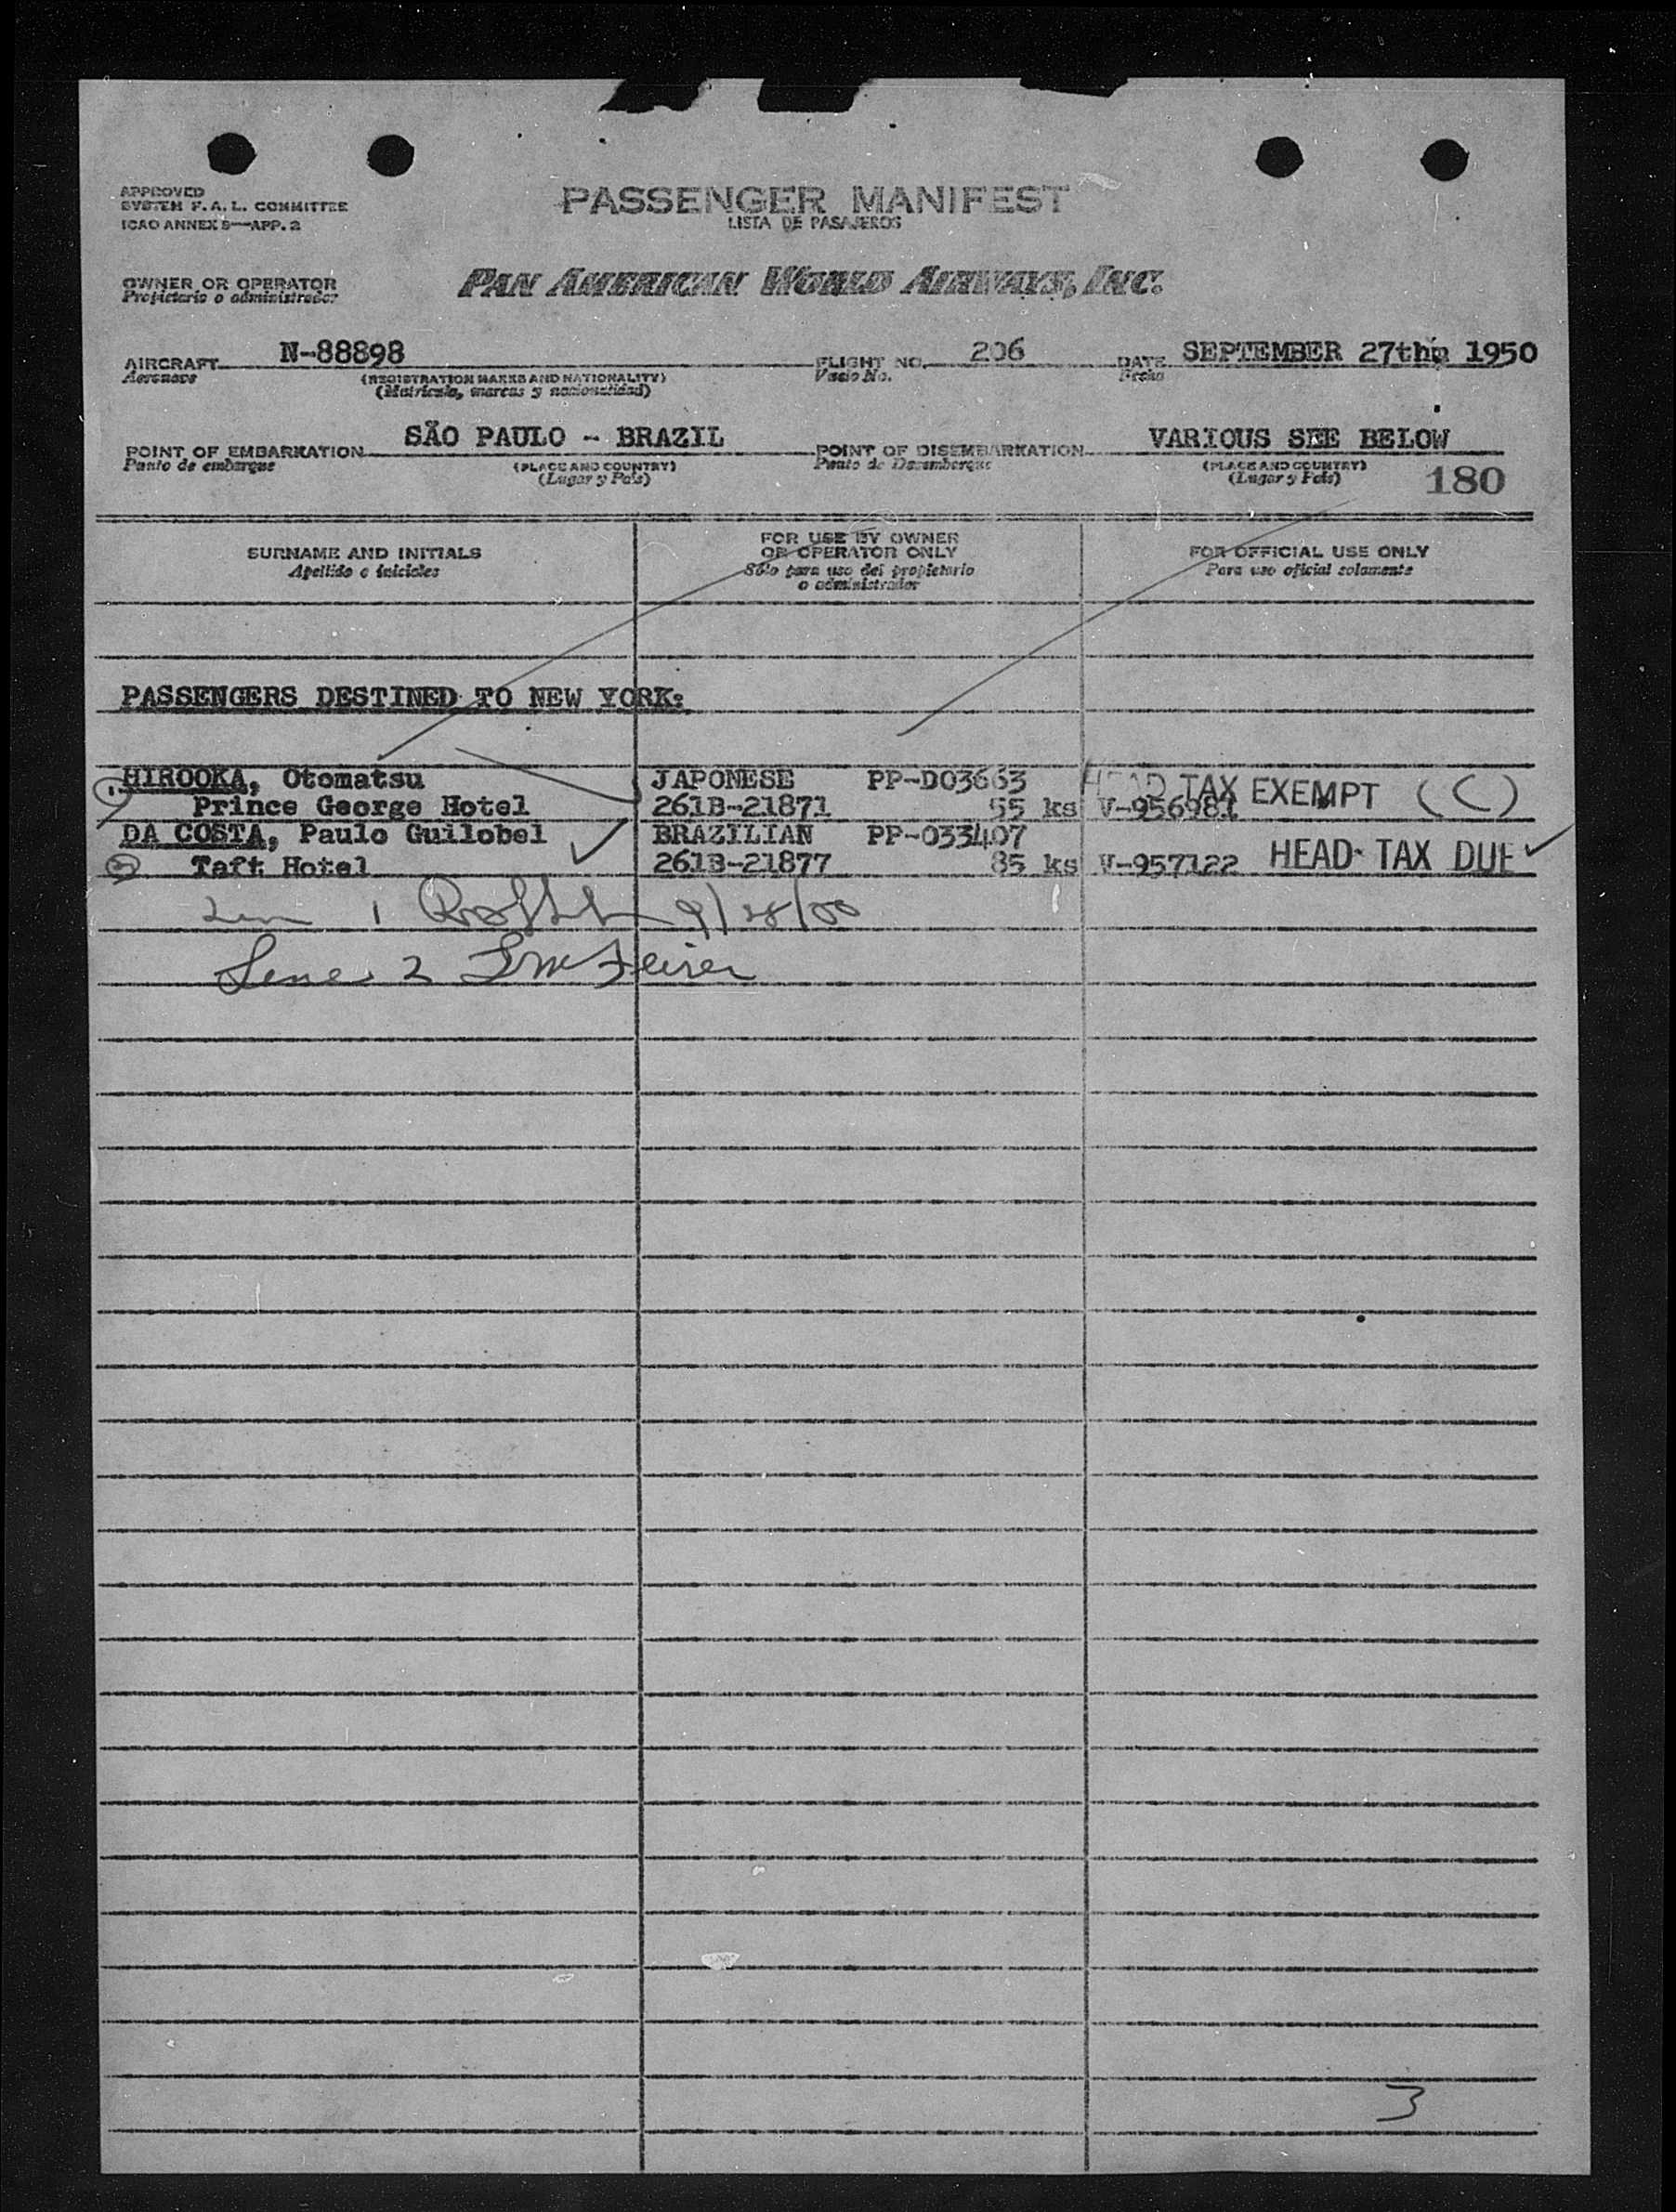 APPROVED
SYSTEM F. A. L. COMMITTEE
ICAO ANNEX 9—APP. 2
PASSENGER MANIFEST
LISTA DE PASAJEROS
OWNER OR OPERATOR
Propietario o administrador
PAN AMERICAN WORLD AIRWAYS, INC.
AIRCRAFT N-88898 FLIGHT NO. 206 DATE SEPTEMBER 27th 1950
Aeronave (REGISTRATION MARKS AND NATIONALITY) Vuelo No. Fecha
(Matricula, marcas y nacionalidad)
POINT OF EMBARKATION SÃO PAULO - BRAZIL POINT OF DISEMBARKATION VARIOUS SEE BELOW
Punto de embarque (PLACE AND COUNTRY) Punto de Desembarque (PLACE AND COUNTRY)
(Lugar y País) (Lugar y País) 180
SURNAME AND INITIALS
Apellido e iniciales
FOR USE BY OWNER
OR OPERATOR ONLY
Sólo para uso del propietario
o administrador
FOR OFFICIAL USE ONLY
Para uso oficial solamente
PASSENGERS DESTINED TO NEW YORK:
HIROOKA, Otomatsu JAPONESE PP-D03663 HEAD TAX EXEMPT (C)
1 Prince George Hotel 261B-21871 55 ks V-956981
DA COSTA, Paulo Guilobel BRAZILIAN PP-033407
2 Taft Hotel 261B-21877 85 ks V-957122 HEAD TAX DUE
1 9/28/50
2
3